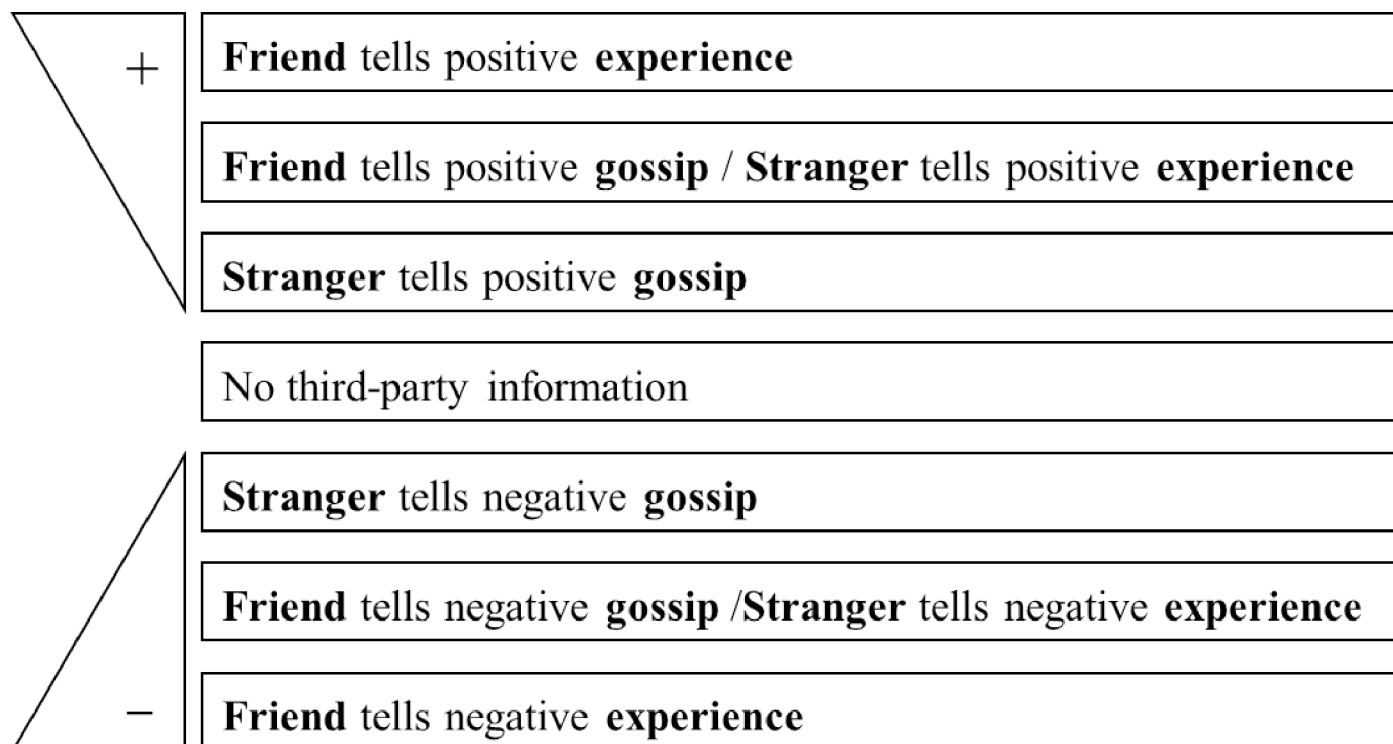 +
Friend tells positive experience
Friend tells positive gossip / Stranger tells positive experience
Stranger tells positive gossip
No third-party information
Stranger tells negative gossip
Friend tells negative gossip /Stranger tells negative experience
−
Friend tells negative experience